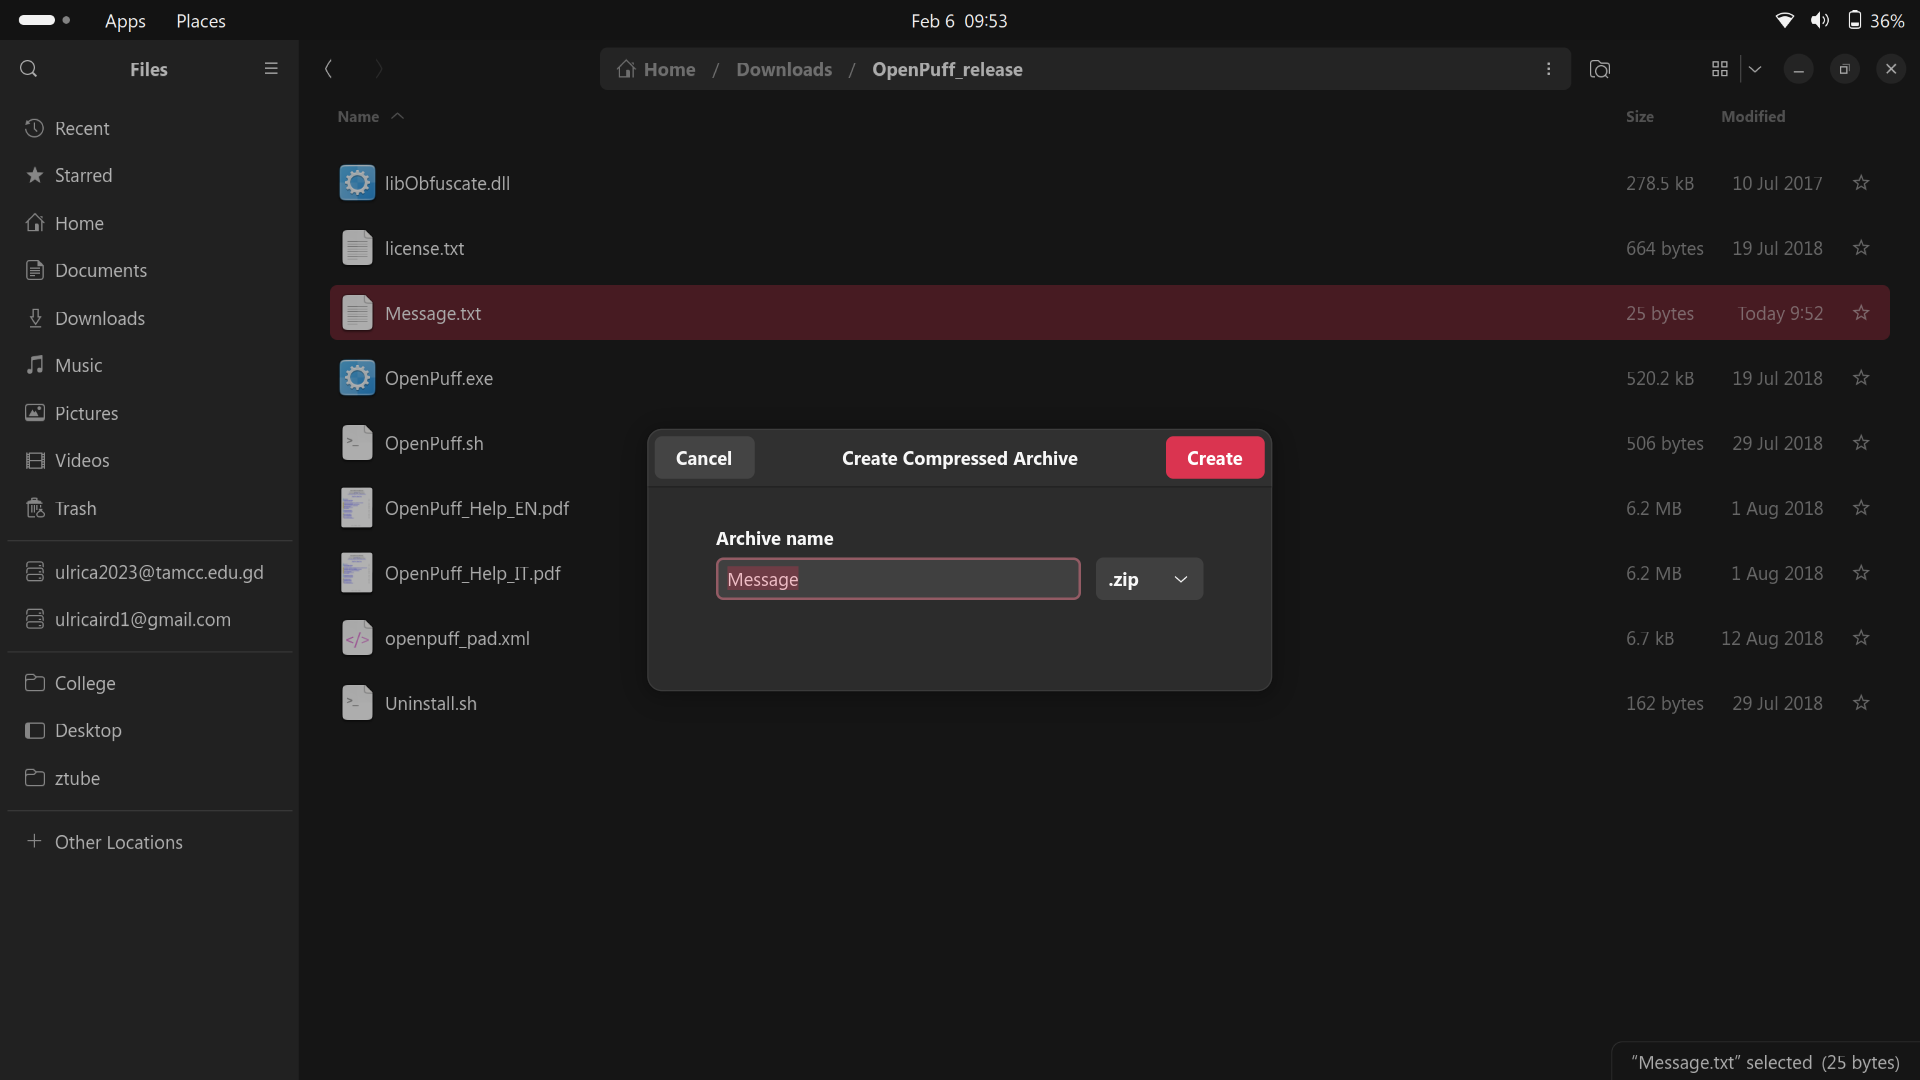 Apps Places Feb 6 09:53 36%
Files Home / Downloads / OpenPuff_release
Name Size Modified
Recent
Starred
Home
Documents
Downloads
Music
Pictures
Videos
Trash
ulrica2023@tamcc.edu.gd
ulricaird1@gmail.com
College
Desktop
ztube
Other Locations
libObfuscate.dll 278.5 kB 10 Jul 2017
license.txt 664 bytes 19 Jul 2018
Message.txt 25 bytes Today 9:52
OpenPuff.exe 520.2 kB 19 Jul 2018
OpenPuff.sh 506 bytes 29 Jul 2018
OpenPuff_Help_EN.pdf 6.2 MB 1 Aug 2018
OpenPuff_Help_IT.pdf 6.2 MB 1 Aug 2018
openpuff_pad.xml 6.7 kB 12 Aug 2018
Uninstall.sh 162 bytes 29 Jul 2018
Cancel Create Compressed Archive Create
Archive name
Message .zip
“Message.txt” selected (25 bytes)